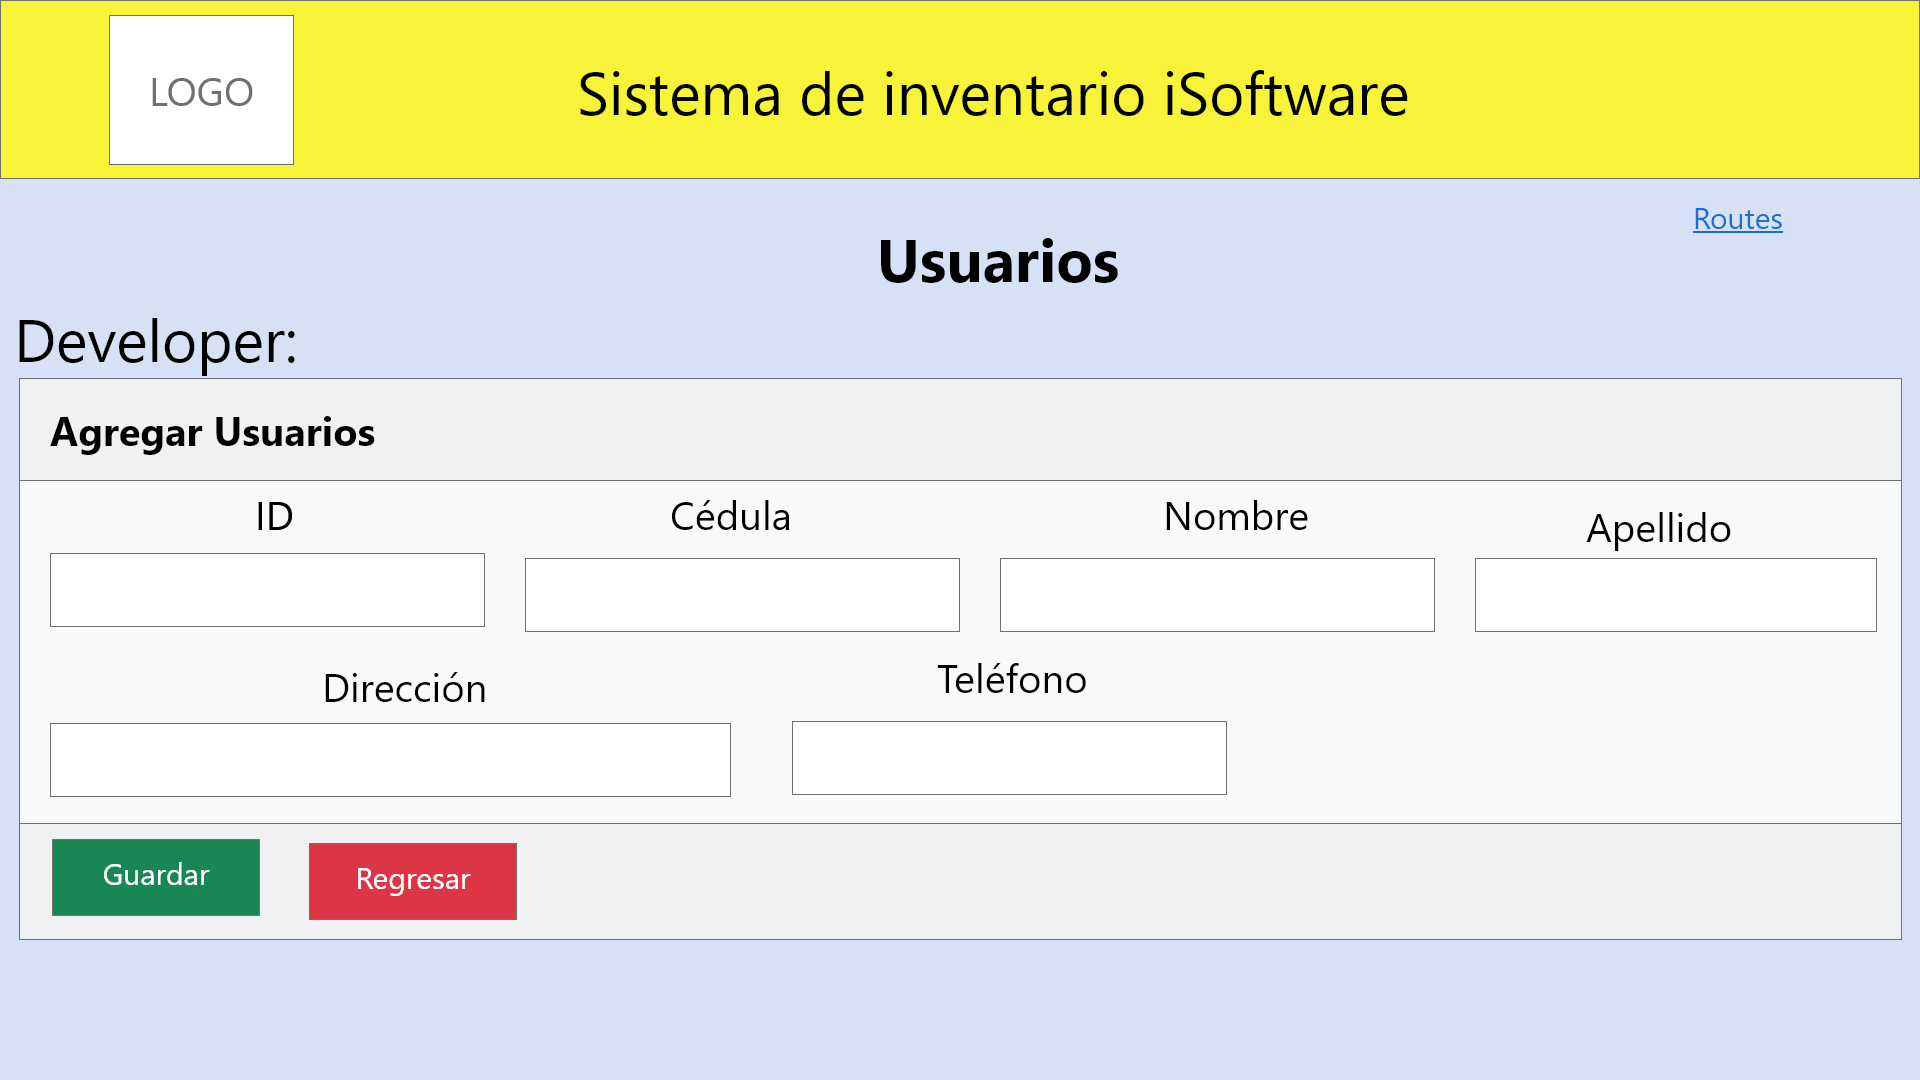 LOGO
Sistema de inventario iSoftware
Routes
Usuarios
Developer:
Agregar Usuarios
ID
Cédula
Nombre
Apellido
Dirección
Teléfono
Guardar
Regresar